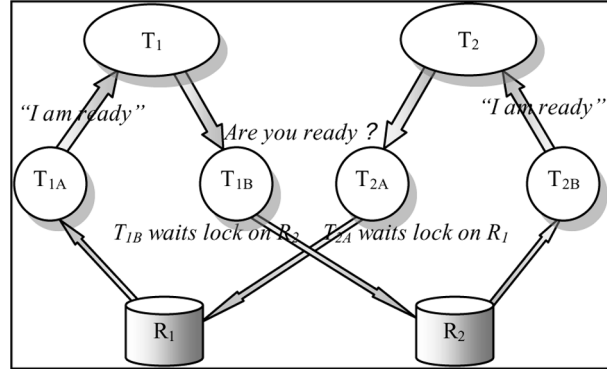 T1
T2
"I am ready"
"I am ready"
Are you ready ?
T1A
T1B
T2A
T2B
T1B waits lock on R2
T2A waits lock on R1
R1
R2